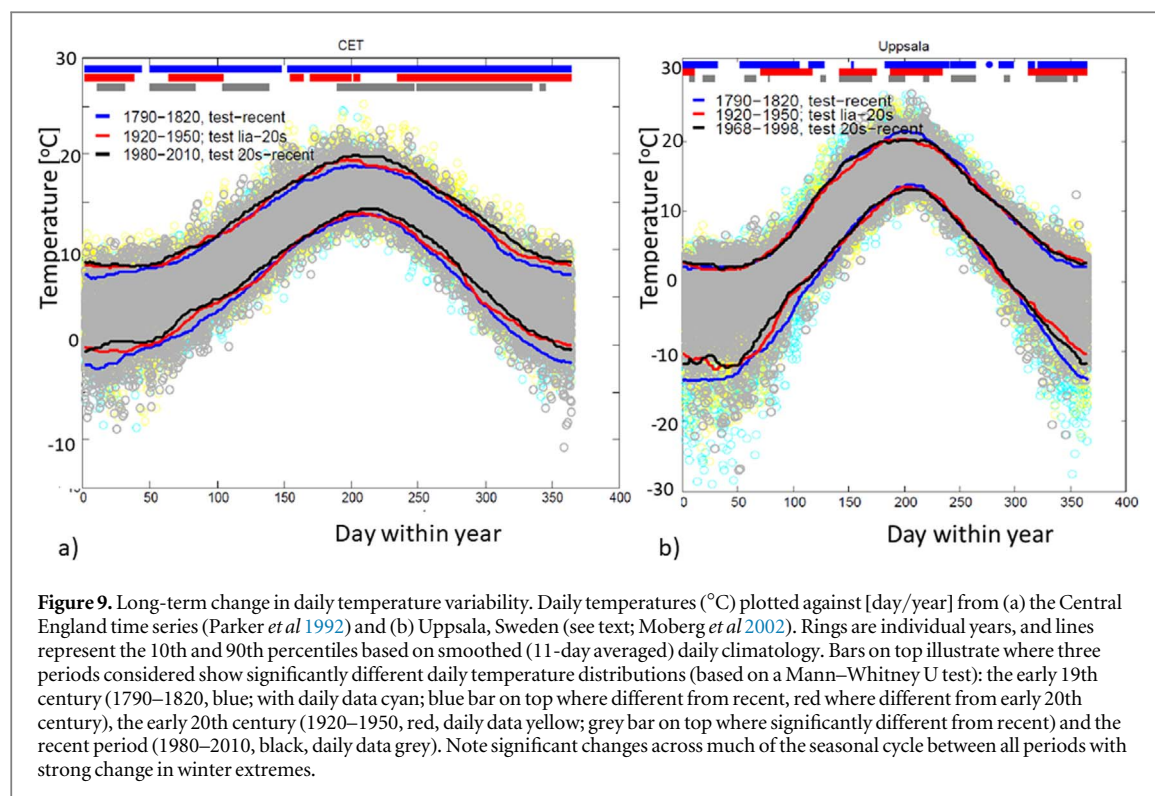 CET
30
20
10
0
-10
0
50
100
150
200
250
300
350
400
Temperature [°C]
1790−1820, test−recent
1920−1950; test lia−20s
1980−2010; test 20s−recent
Day within year
a)
Uppsala
30
20
10
0
-10
-20
-30
0
50
100
150
200
250
300
350
400
Temperature [°C]
1790−1820, test−recent
1920−1950; test lia−20s
1968−1998, test 20s−recent
Day within year
b)
Figure 9. Long-term change in daily temperature variability. Daily temperatures (°C) plotted against [day/year] from (a) the Central
England time series (Parker et al 1992) and (b) Uppsala, Sweden (see text; Moberg et al 2002). Rings are individual years, and lines
represent the 10th and 90th percentiles based on smoothed (11-day averaged) daily climatology. Bars on top illustrate where three
periods considered show significantly different daily temperature distributions (based on a Mann–Whitney U test): the early 19th
century (1790–1820, blue; with daily data cyan; blue bar on top where different from recent, red where different from early 20th
century), the early 20th century (1920–1950, red, daily data yellow; grey bar on top where significantly different from recent) and the
recent period (1980–2010, black, daily data grey). Note significant changes across much of the seasonal cycle between all periods with
strong change in winter extremes.